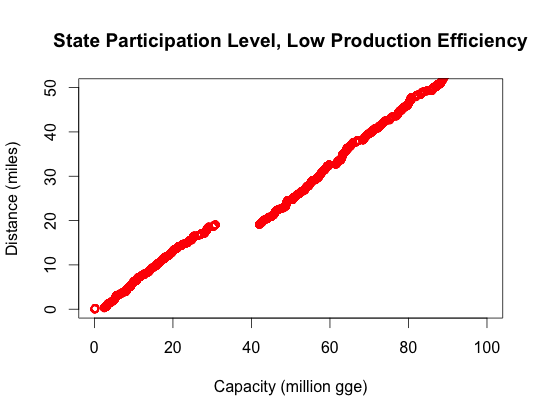 State Participation Level, Low Production Efficiency
50
40
30
20
10
0
Distance (miles)
0 20 40 60 80 100
Capacity (million gge)